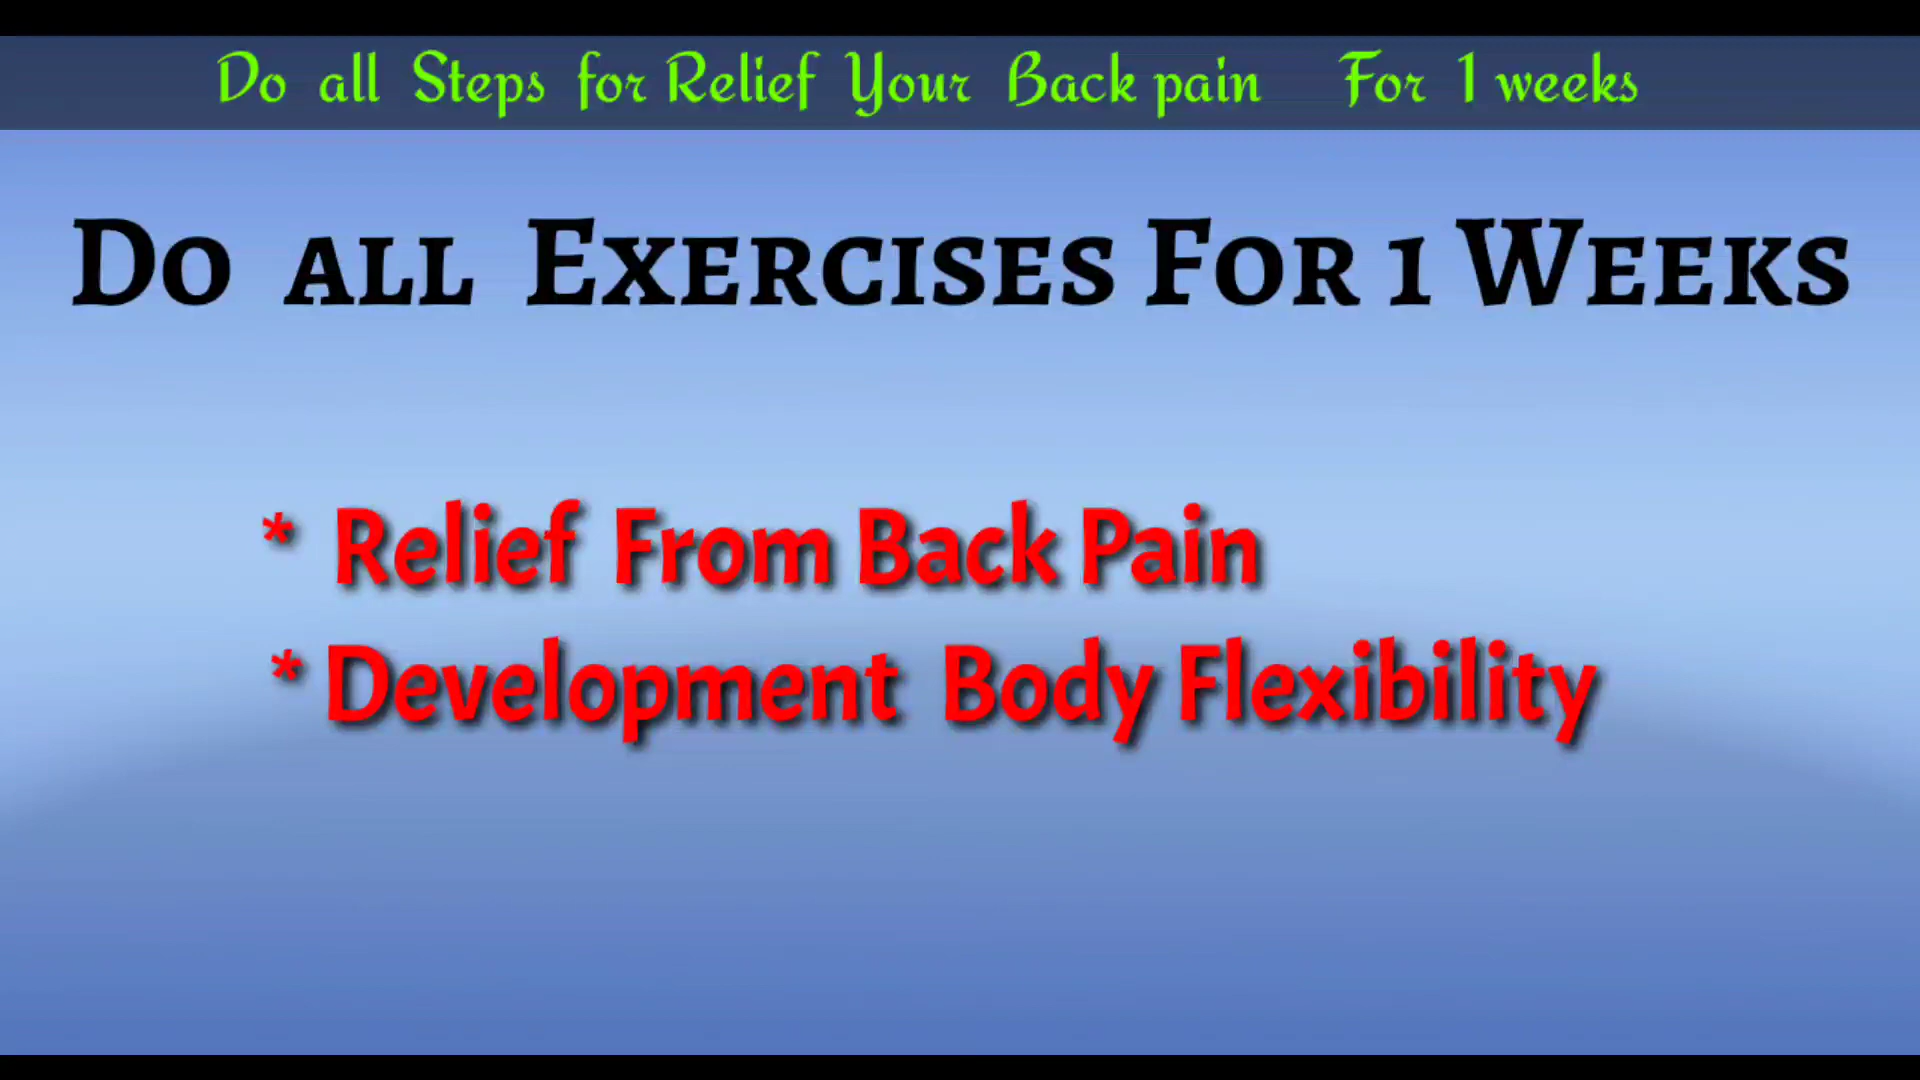 Do all Steps for Relief Your Back pain For 1 weeks
Do all Exercises For 1 Weeks
* Relief From Back Pain
* Development Body Flexibility